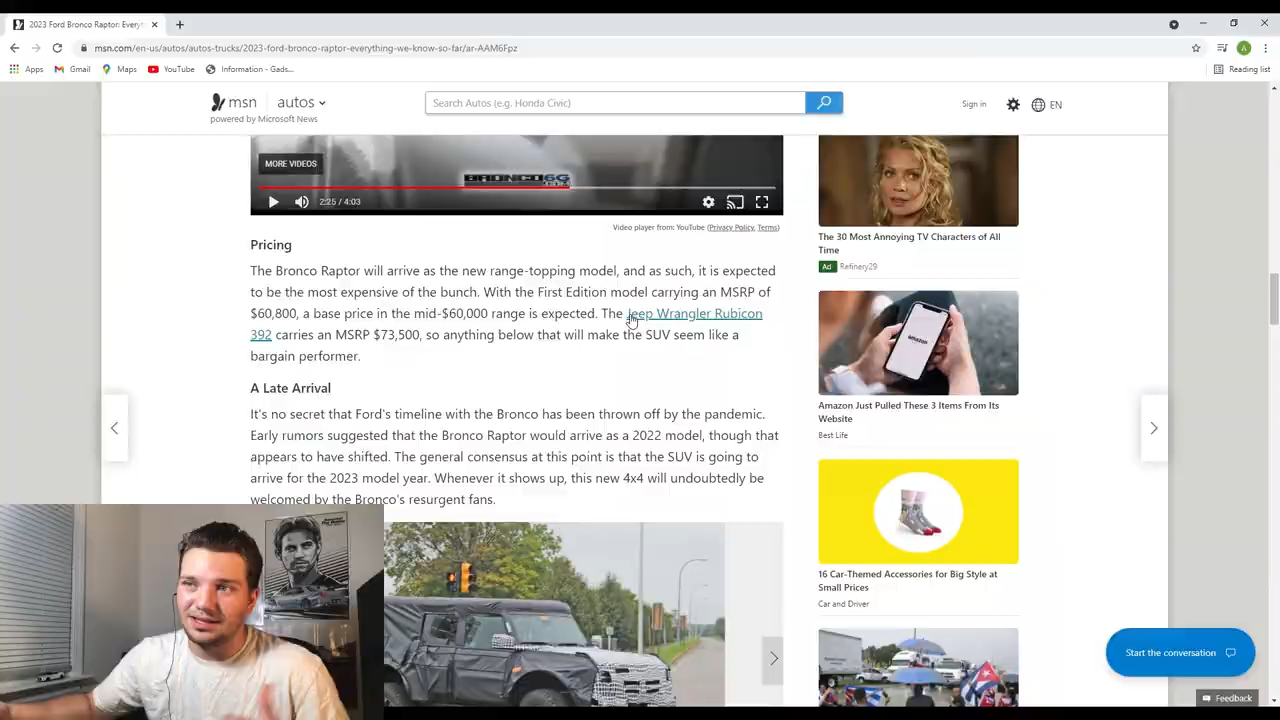 2023 Ford Bronco Raptor: Every
msn.com/en-us/autos/autos-trucks/2023-ford-bronco-raptor-everything-we-know-so-far/ar-AAM6Fpz
Apps
Gmail
Maps
YouTube
Information - Gads...
Reading list
msn
autos
powered by Microsoft News
Search Autos (e.g. Honda Civic)
Sign in
EN
MORE VIDEOS
BRONCO6G
2:25 / 4:03
Video player from: YouTube (Privacy Policy, Terms)
Pricing
The Bronco Raptor will arrive as the new range-topping model, and as such, it is expected
to be the most expensive of the bunch. With the First Edition model carrying an MSRP of
$60,800, a base price in the mid-$60,000 range is expected. The Jeep Wrangler Rubicon
392 carries an MSRP $73,500, so anything below that will make the SUV seem like a
bargain performer.
A Late Arrival
It's no secret that Ford's timeline with the Bronco has been thrown off by the pandemic.
Early rumors suggested that the Bronco Raptor would arrive as a 2022 model, though that
appears to have shifted. The general consensus at this point is that the SUV is going to
arrive for the 2023 model year. Whenever it shows up, this new 4x4 will undoubtedly be
welcomed by the Bronco's resurgent fans.
The 30 Most Annoying TV Characters of All
Time
Ad
Refinery29
amazon
Amazon Just Pulled These 3 Items From Its
Website
Best Life
16 Car-Themed Accessories for Big Style at
Small Prices
Car and Driver
Start the conversation
Feedback